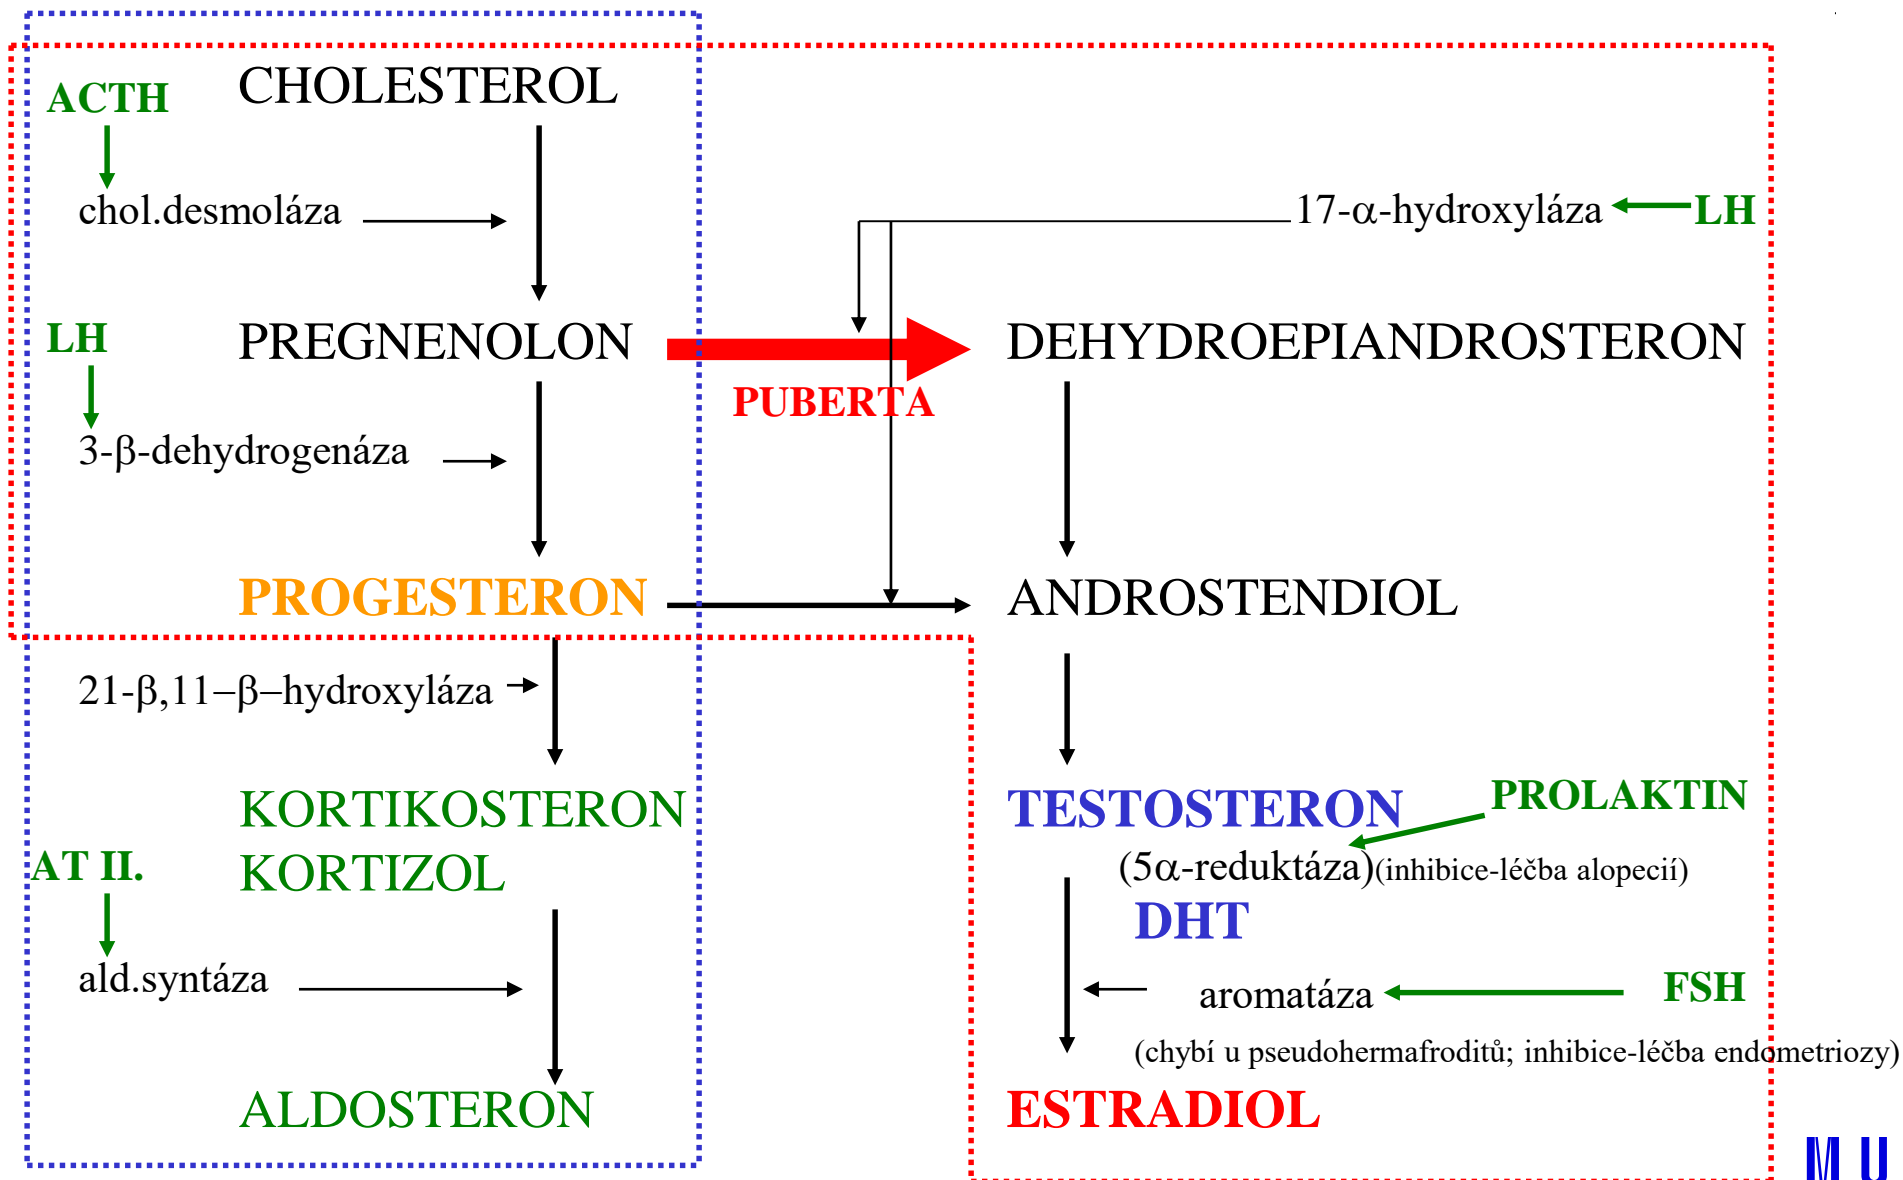 CHOLESTEROL
ACTH
chol.desmoláza
17-α-hydroxyláza LH
LH
PREGNENOLON
DEHYDROEPIANDROSTERON
PUBERTA
3-β-dehydrogenáza
PROGESTERON
ANDROSTENDIOL
21-β,11–β–hydroxyláza
KORTIKOSTERON
TESTOSTERON
PROLAKTIN
AT II.
KORTIZOL
(5α-reduktáza)(inhibice-léčba alopecií)
DHT
ald.syntáza
aromatáza
FSH
(chybí u pseudohermafroditů; inhibice-léčba endometriozy)
ALDOSTERON
ESTRADIOL
M U